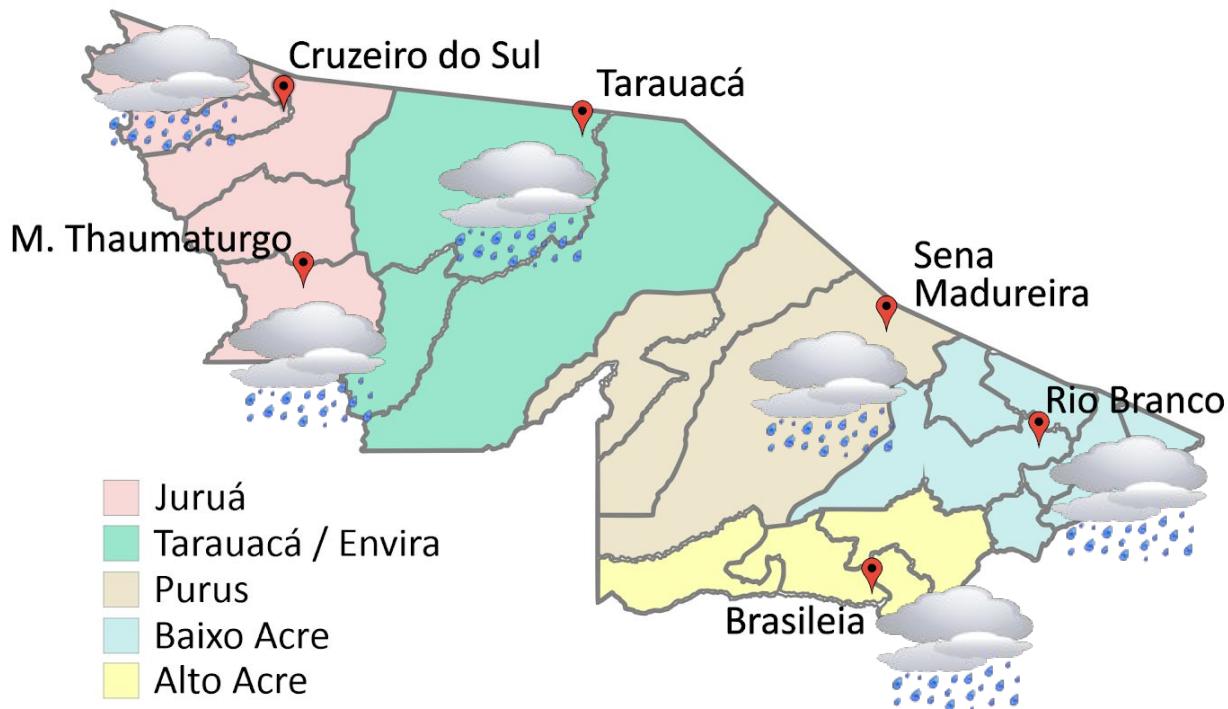 Cruzeiro do Sul
Tarauacá
M. Thaumaturgo
Sena
Madureira
Rio Branco
Brasileia
Juruá
Tarauacá / Envira
Purus
Baixo Acre
Alto Acre